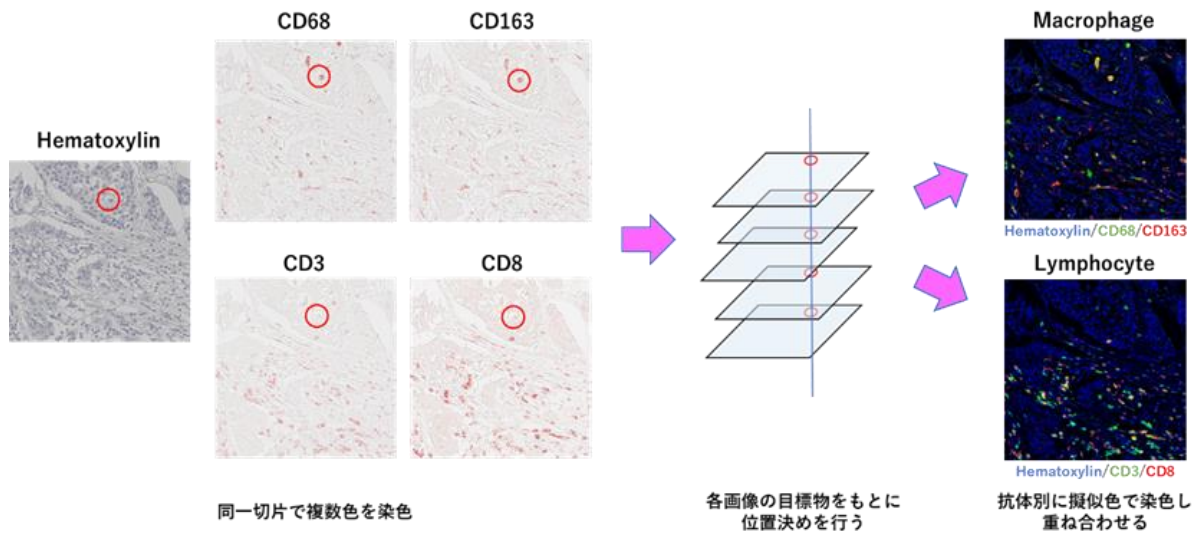 CD68
CD163
Macrophage
Hematoxylin
Hematoxylin/CD68/CD163
CD3
CD8
Lymphocyte
Hematoxylin/CD3/CD8
同一切片で複数色を染色
各画像の目標物をもとに
位置決めを行う
抗体別に擬似色で染色し
重ね合わせる